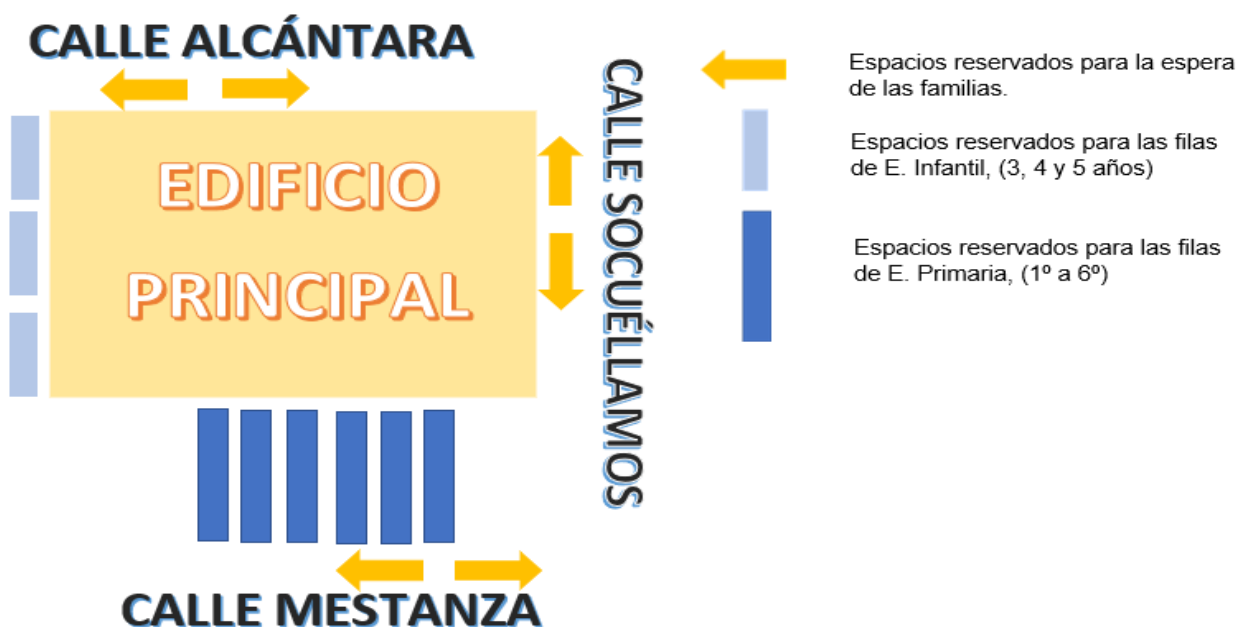 CALLE ALCÁNTARA
EDIFICIO
PRINCIPAL
CALLE SOCUÉLLAMOS
CALLE MESTANZA
Espacios reservados para la espera
de las familias.
Espacios reservados para las filas
de E. Infantil, (3, 4 y 5 años)
Espacios reservados para las filas
de E. Primaria, (1º a 6º)